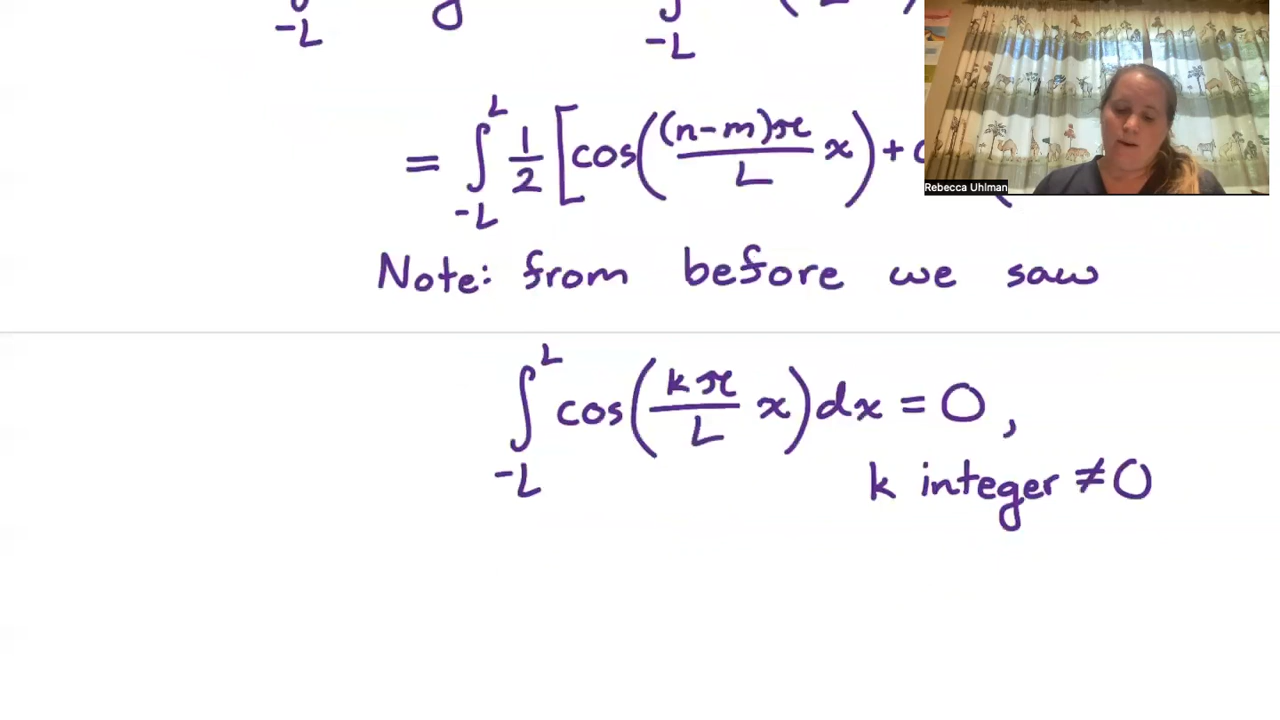 -L y -L
= ∫_{-L}^{L} 1/2 [cos((n-m)π/L x) + c
Rebecca Uhlman
Note: from before we saw
∫_{-L}^{L} cos(kπ/L x) dx = 0,
k integer ≠ 0